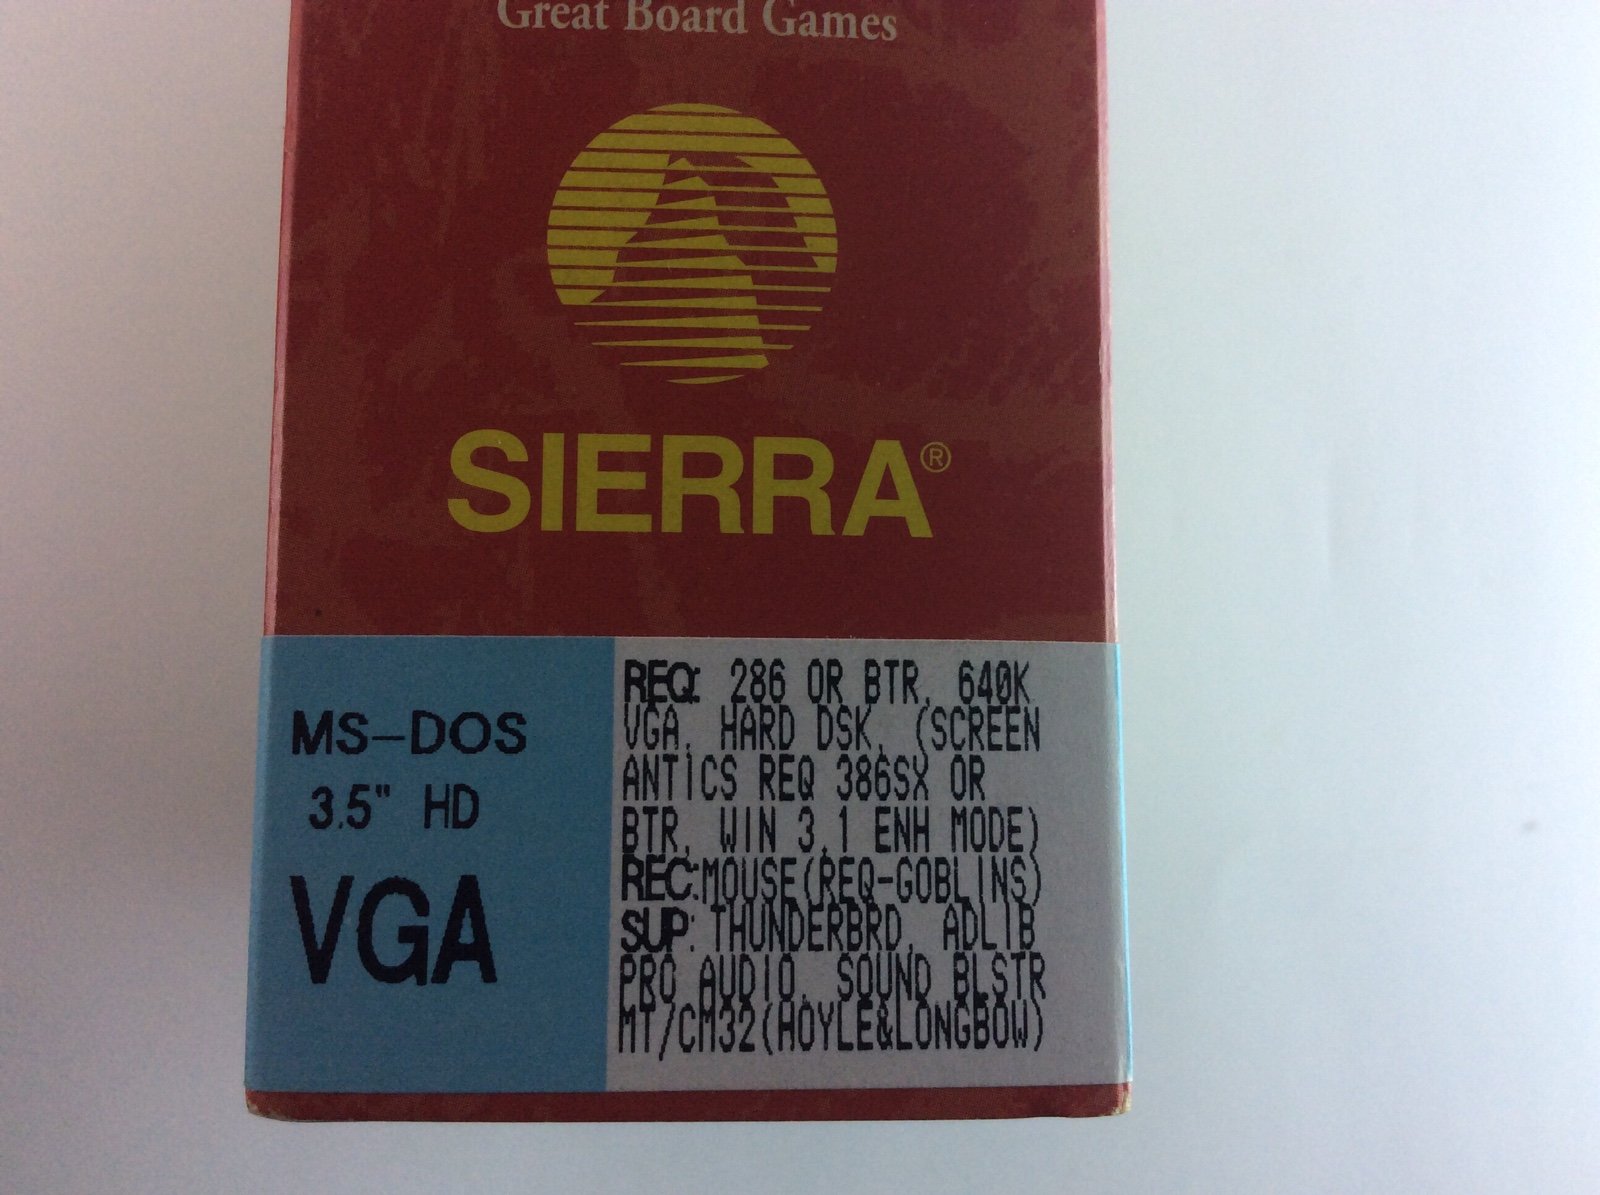 Great Board Games
SIERRA®
MS-DOS
3.5" HD
VGA
REQ: 286 OR BTR, 640K
VGA, HARD DSK, (SCREEN
ANTICS REQ 386SX OR
BTR, WIN 3.1 ENH MODE)
REC:MOUSE(REQ-GOBLINS)
SUP: THUNDERBRD, ADLIB
PRO AUDIO, SOUND BLSTR
MT/CM32(HOYLE&LONGBOW)